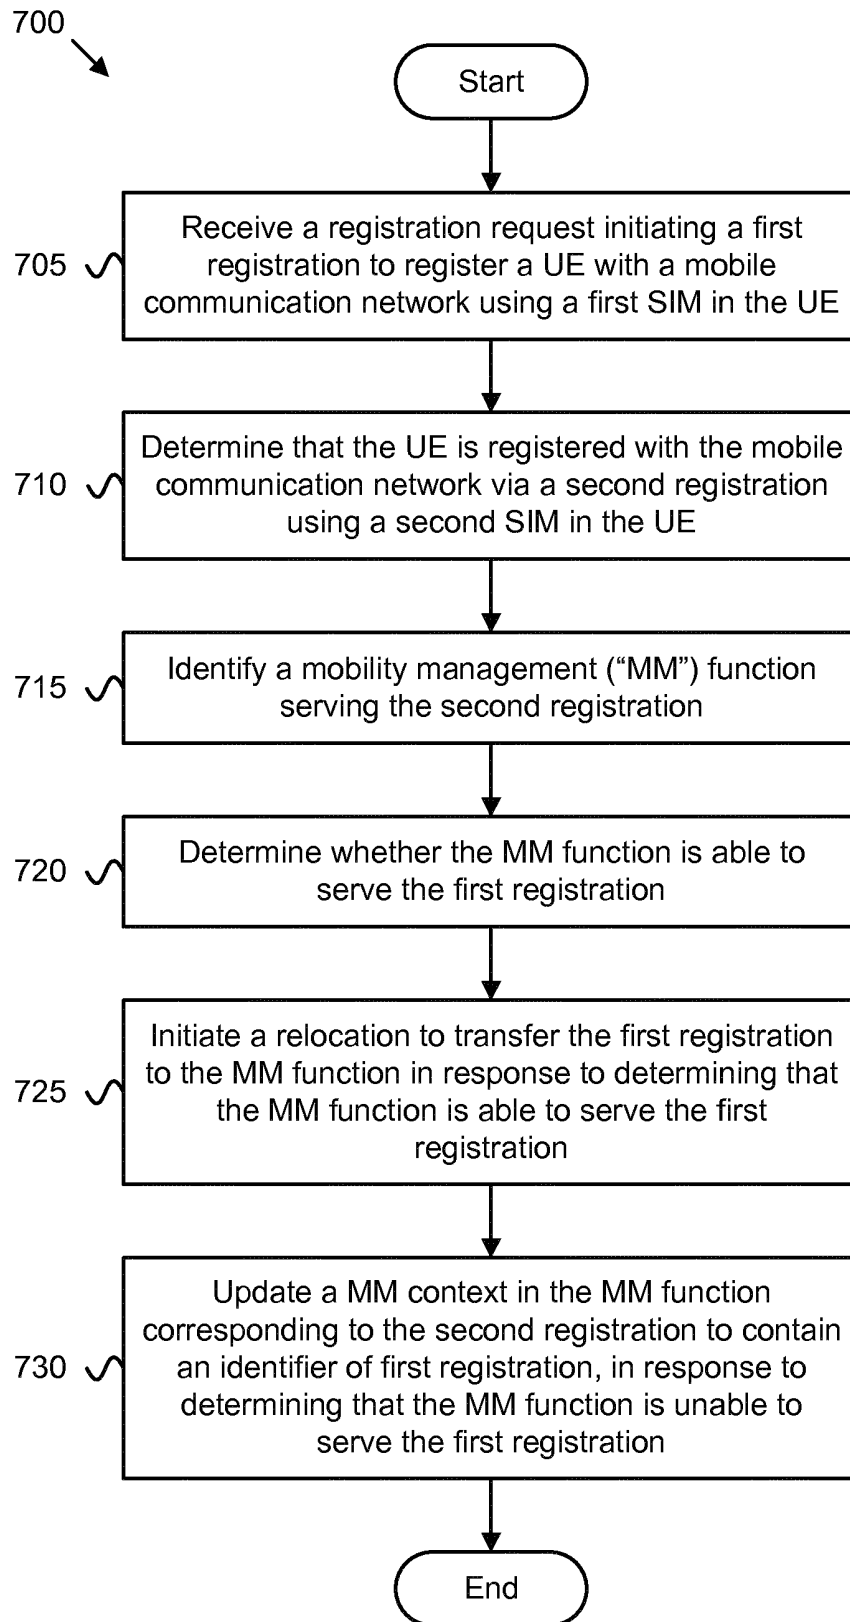 700
Start
705
Receive a registration request initiating a first
registration to register a UE with a mobile
communication network using a first SIM in the UE
710
Determine that the UE is registered with the mobile
communication network via a second registration
using a second SIM in the UE
715
Identify a mobility management (“MM”) function
serving the second registration
720
Determine whether the MM function is able to
serve the first registration
725
Initiate a relocation to transfer the first registration
to the MM function in response to determining that
the MM function is able to serve the first
registration
730
Update a MM context in the MM function
corresponding to the second registration to contain
an identifier of first registration, in response to
determining that the MM function is unable to
serve the first registration
End